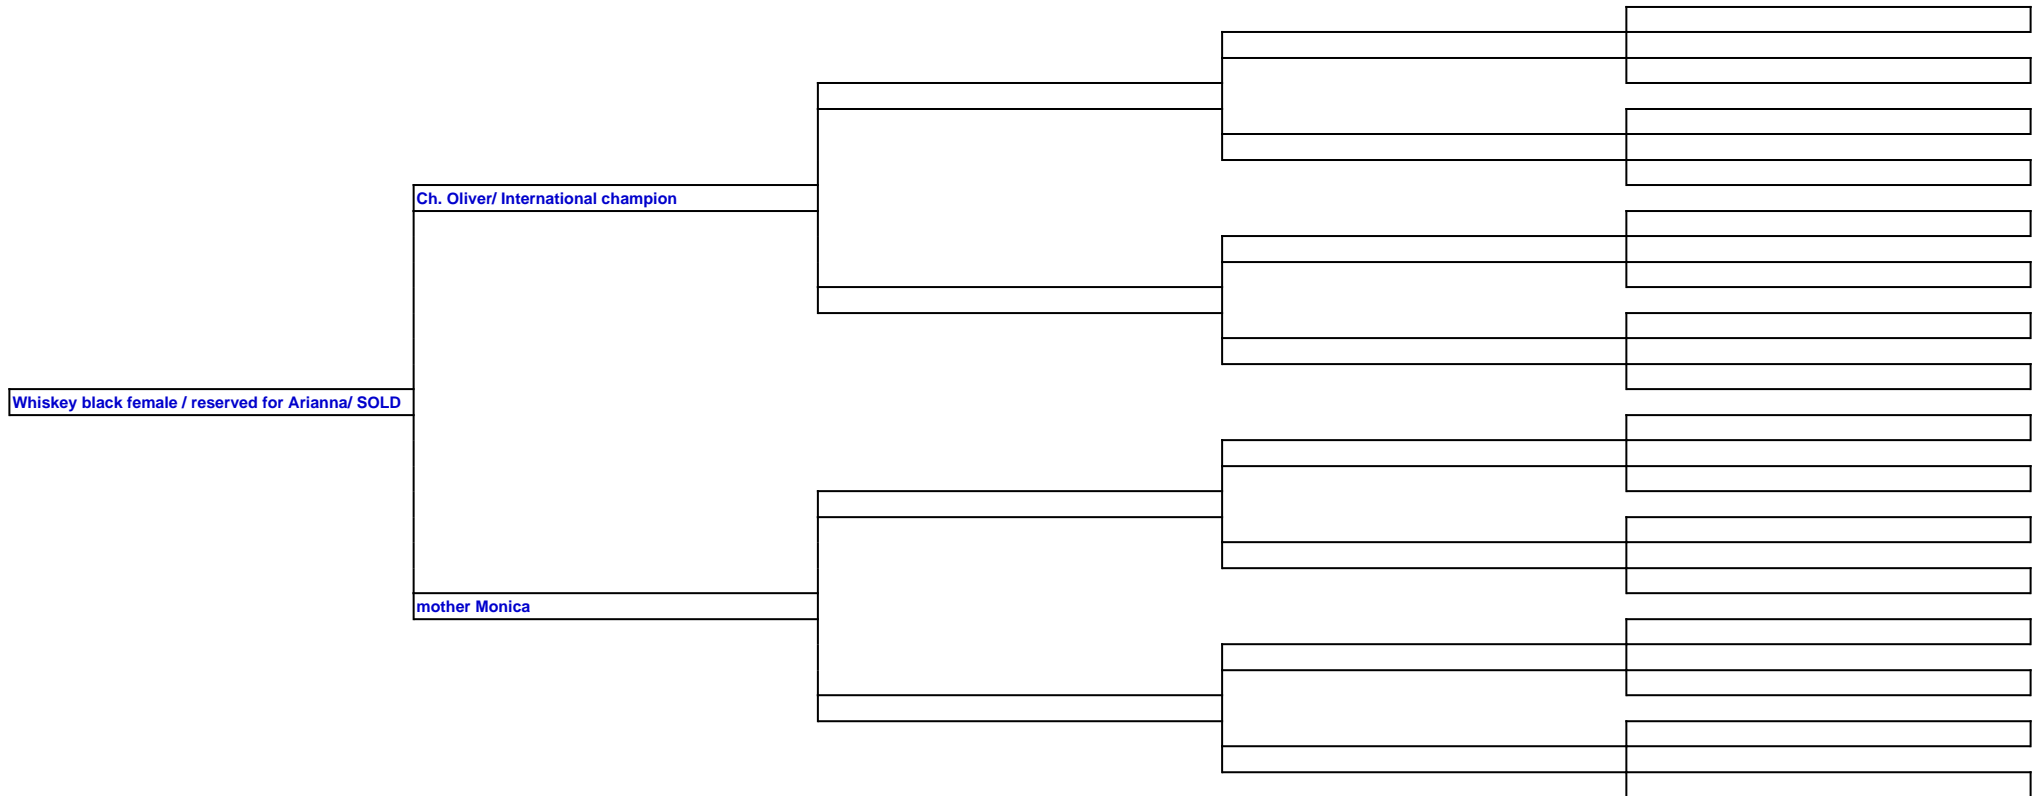 Ch. Oliver/ International champion
Whiskey black female / reserved for Arianna/ SOLD
mother Monica